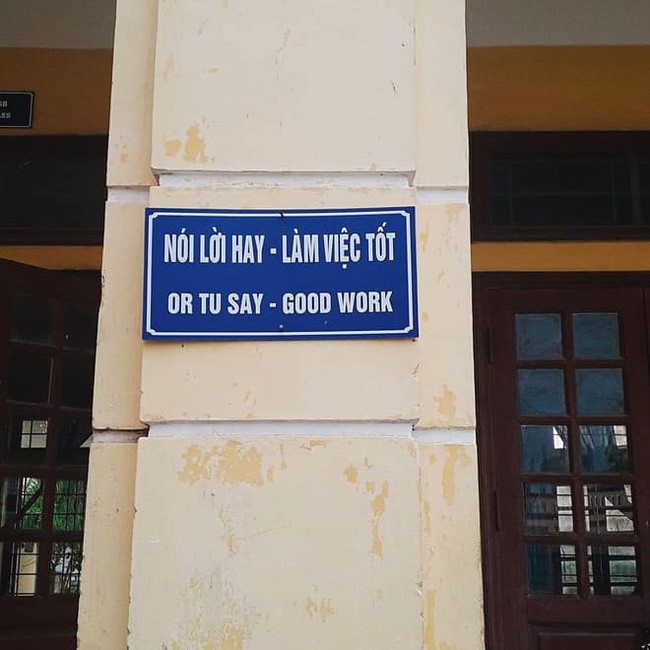 NÓI LỜI HAY - LÀM VIỆC TỐT
OR TU SAY - GOOD WORK